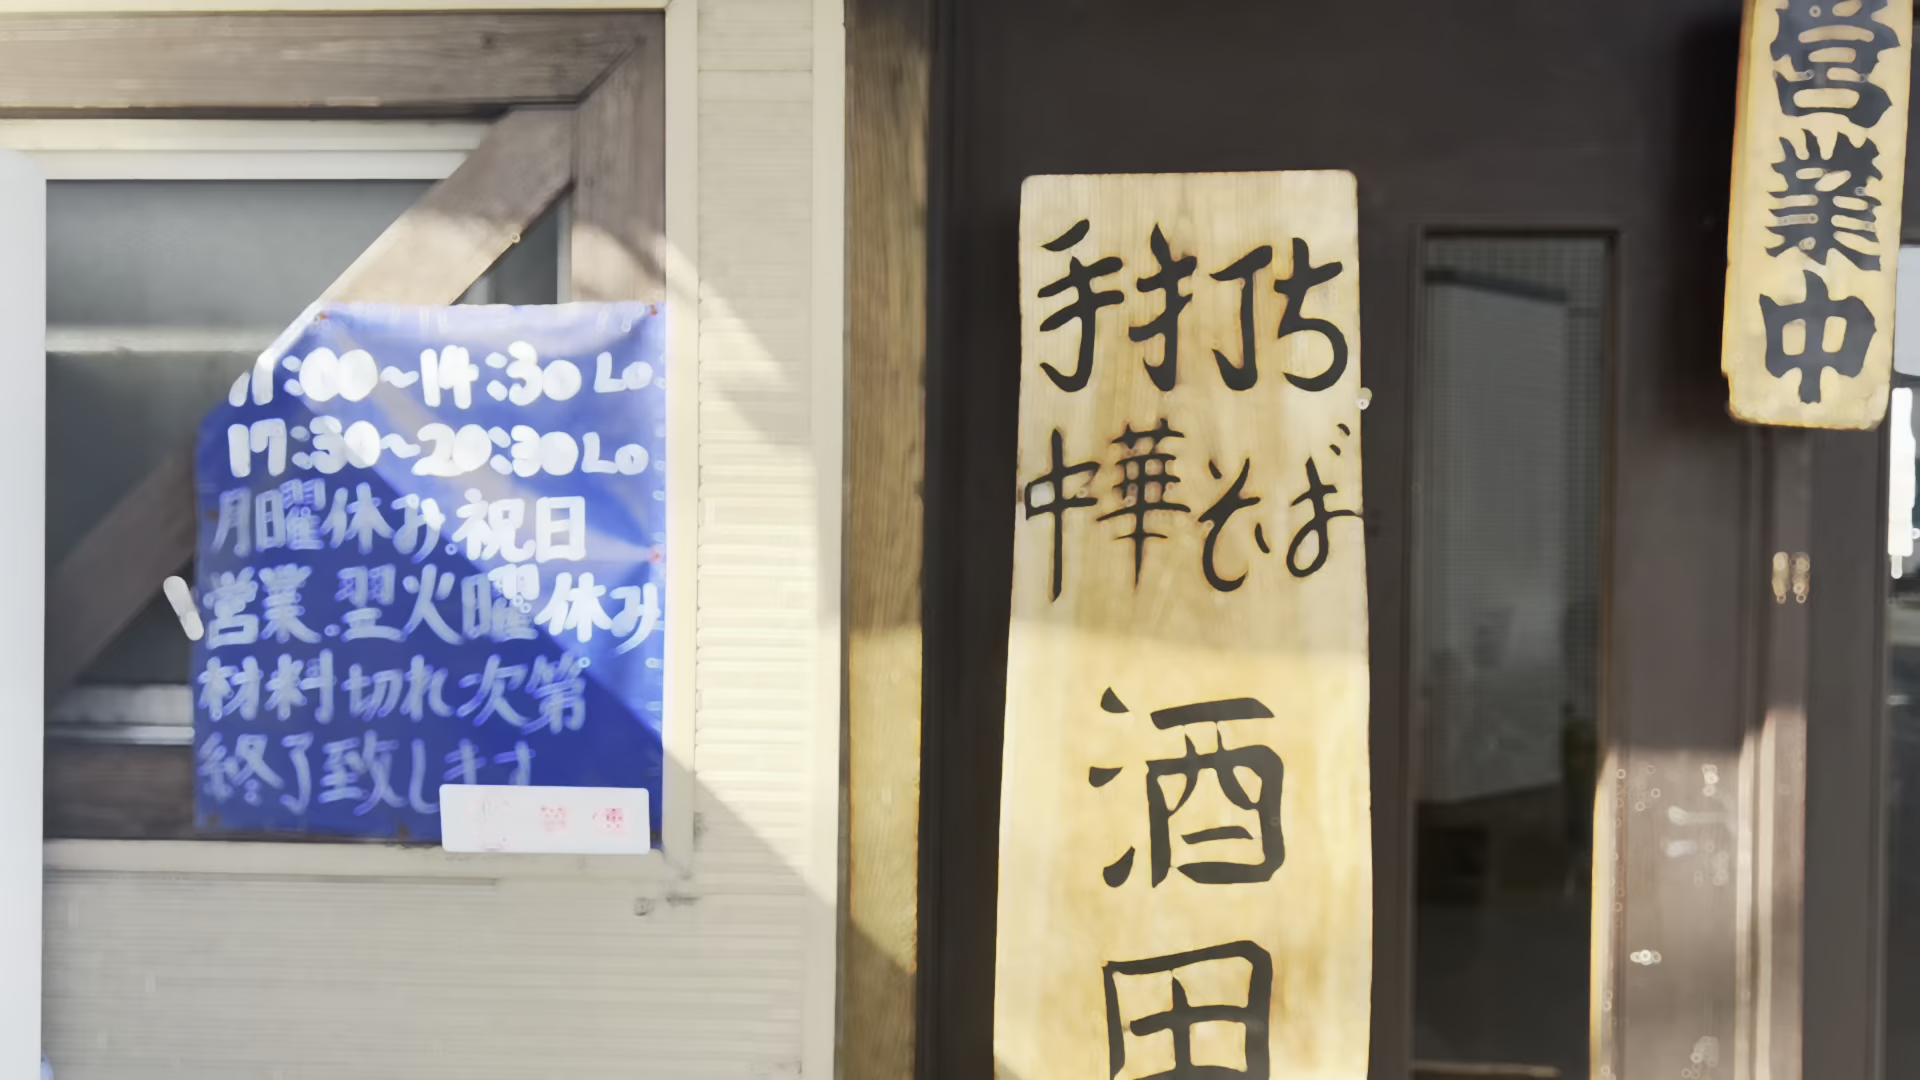 11:00~14:30 Lo
17:30~20:30 Lo
月曜休み.祝日
営業.翌火曜休み
材料切れ次第
終了致します
手打ち
中華そば
酒田
営業中